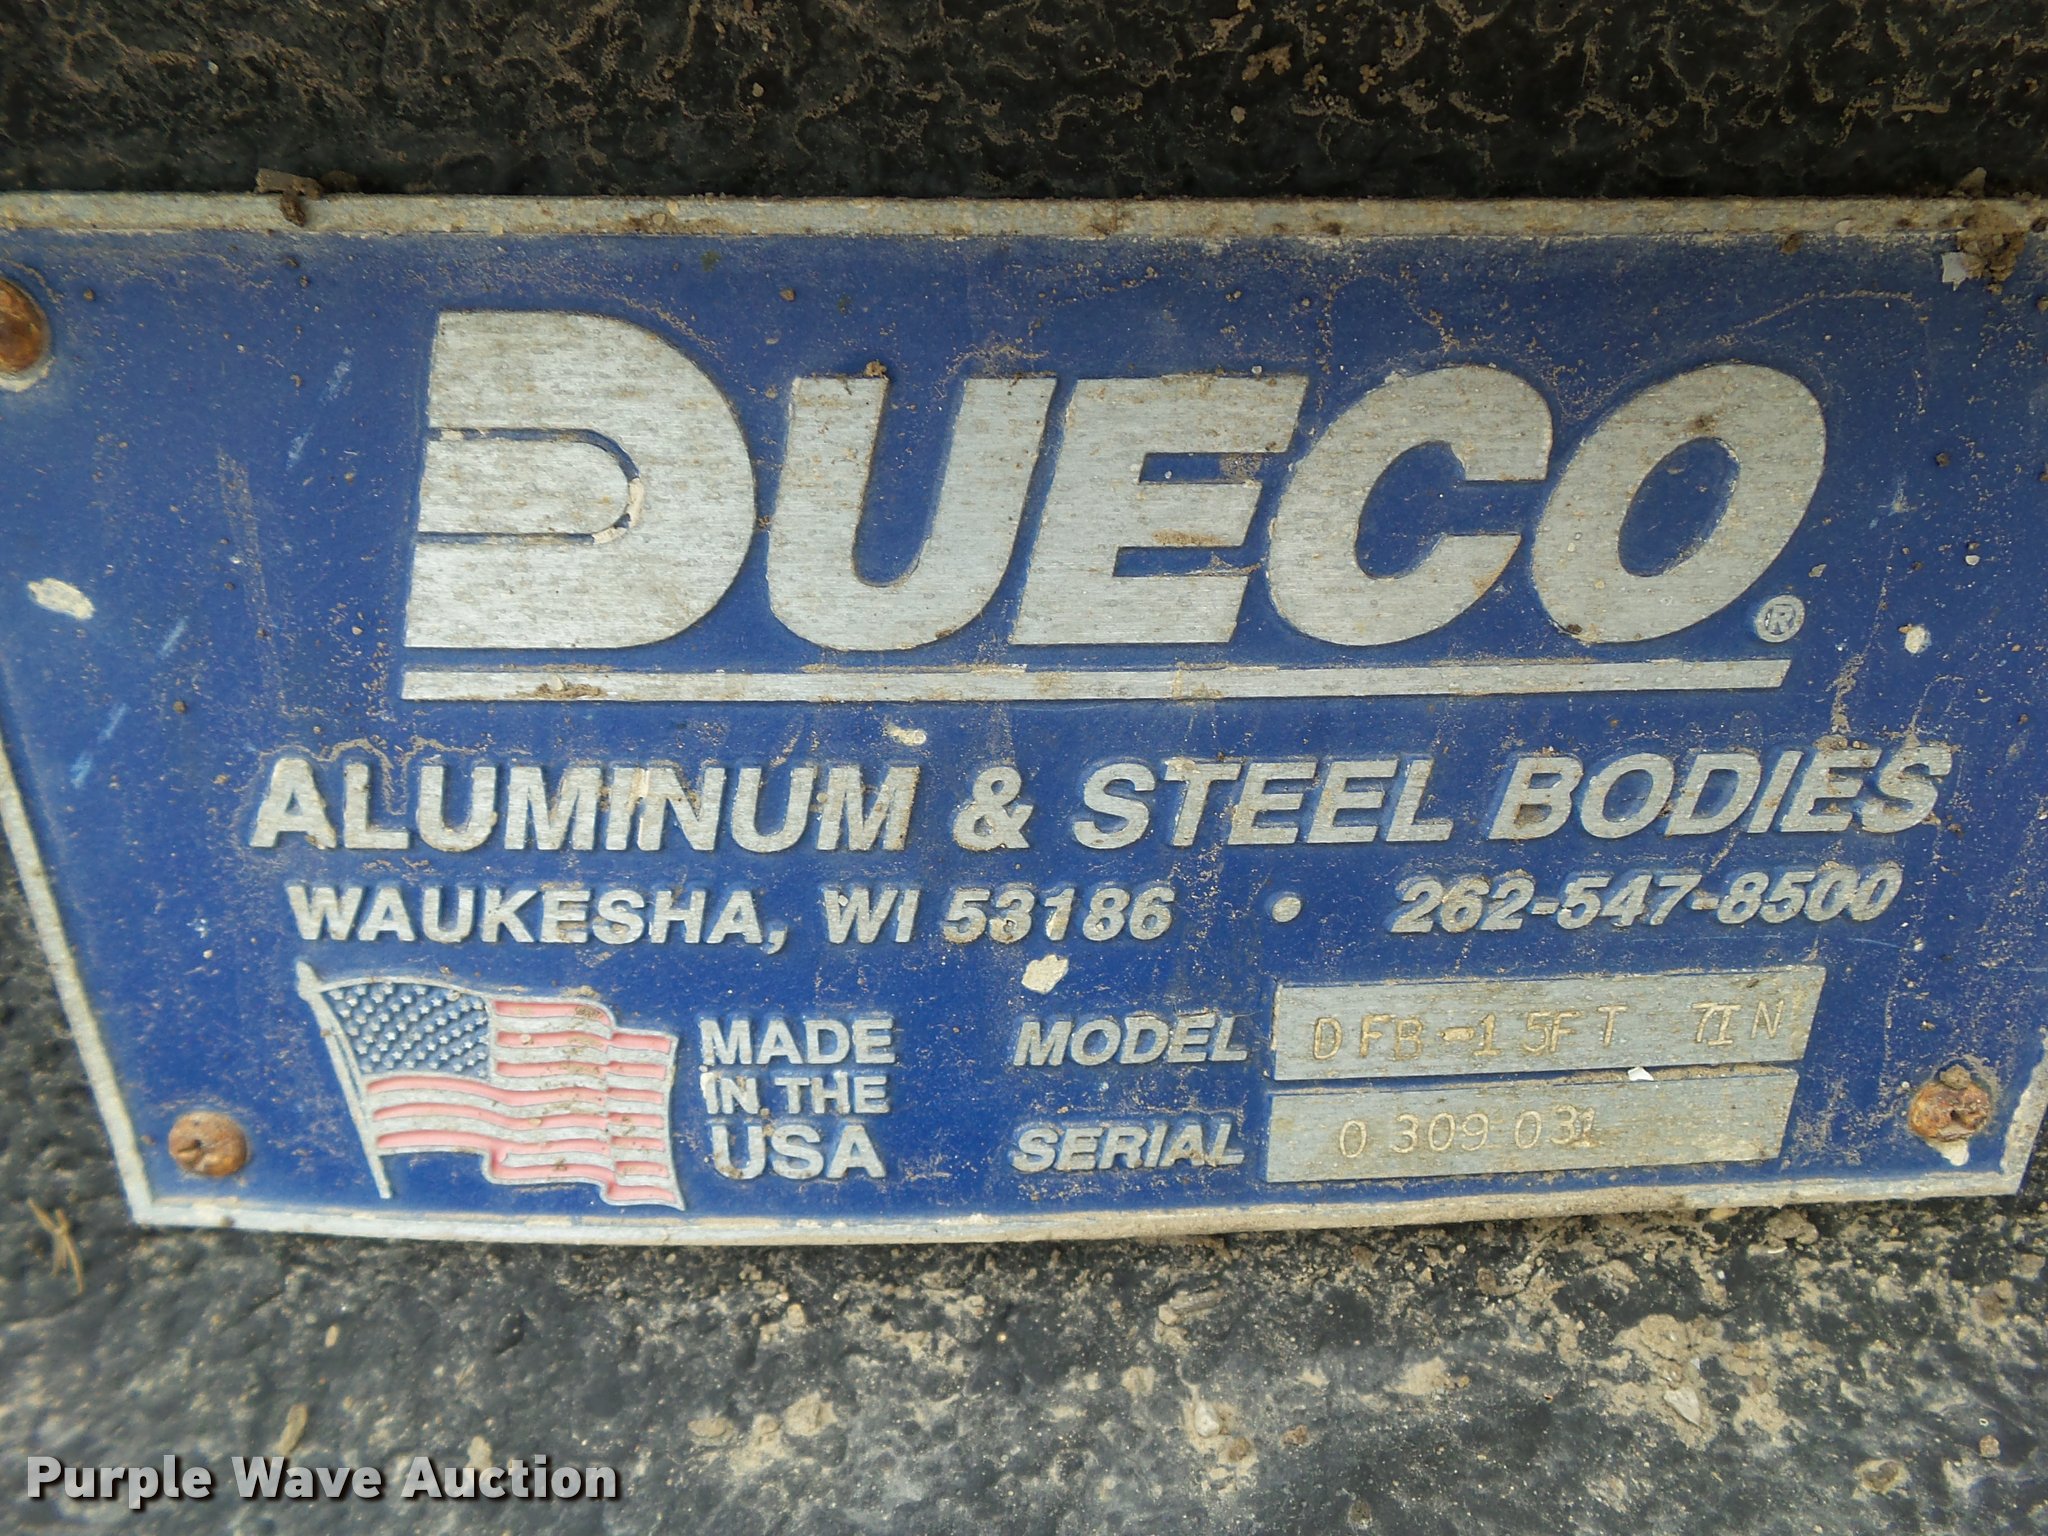 DUECO®
ALUMINUM & STEEL BODIES
WAUKESHA, WI 53186 • 262-547-8500
MADE
IN THE
USA
MODEL DFB-15FT 7IN
SERIAL 0309031
Purple Wave Auction